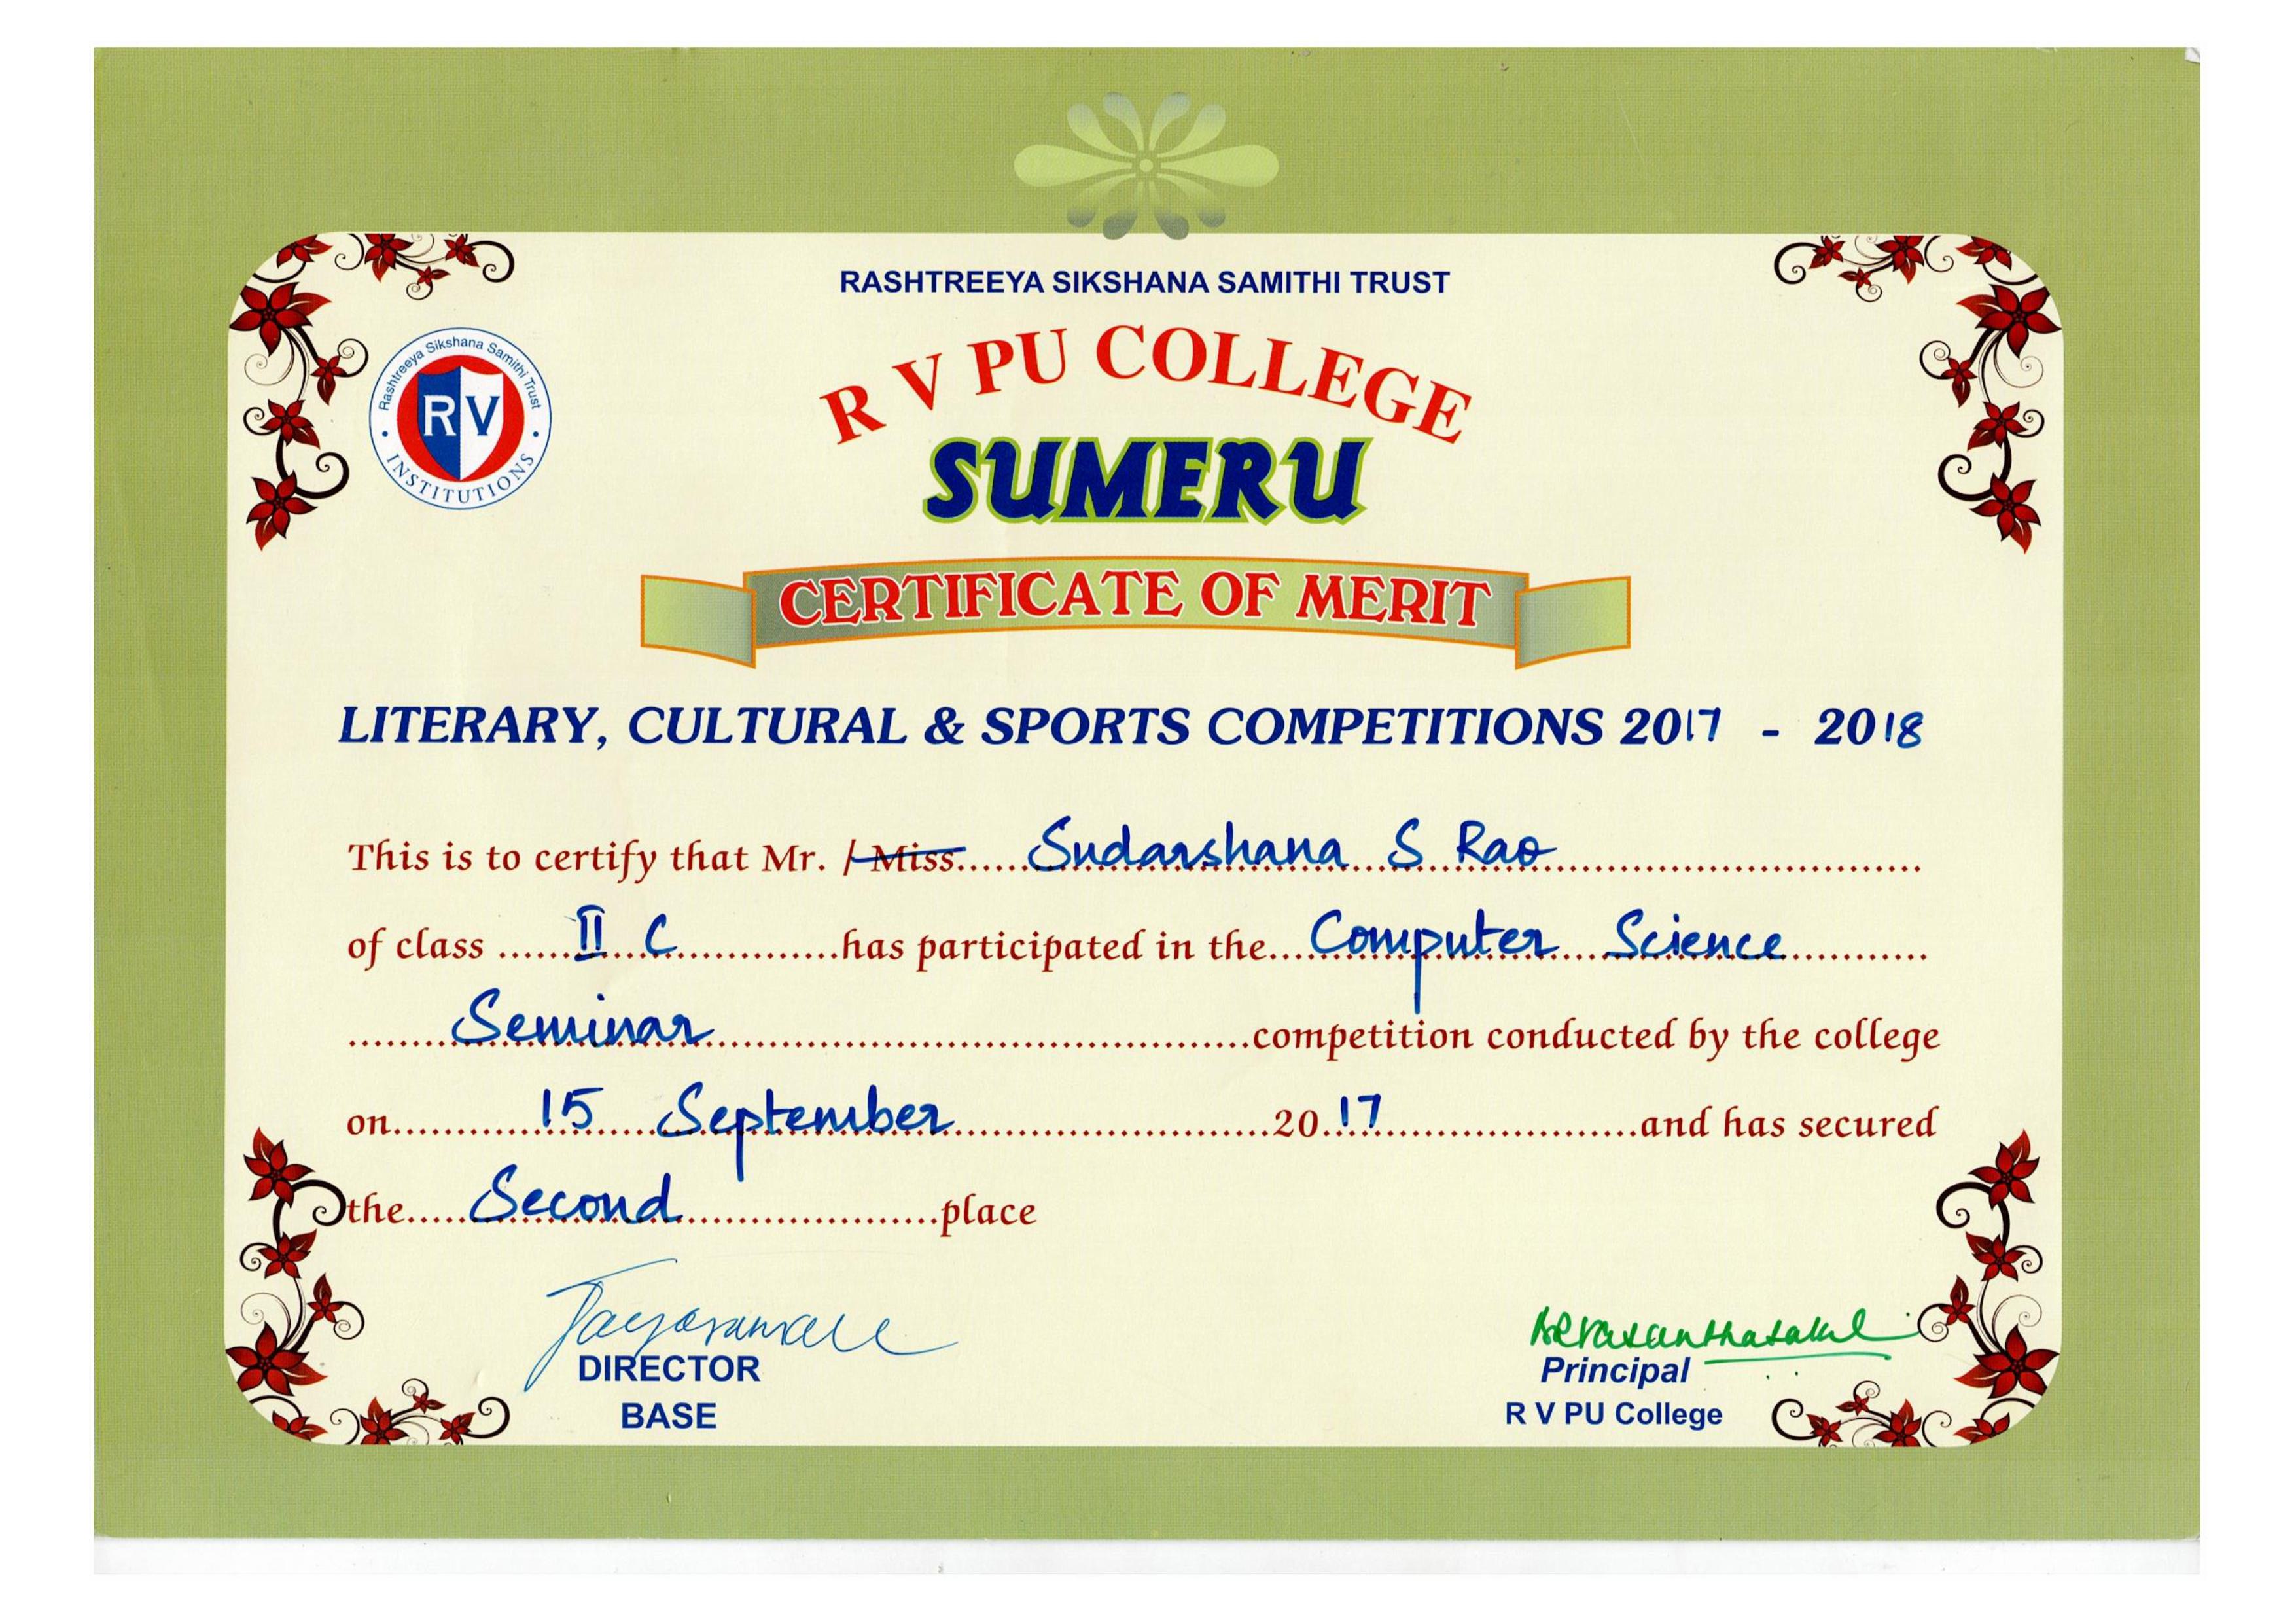 RASHTREEYA SIKSHANA SAMITHI TRUST
Rashtreeya Sikshana Samithi Trust
RV
INSTITUTIONS
R V PU COLLEGE
SUMERU
CERTIFICATE OF MERIT
LITERARY, CULTURAL & SPORTS COMPETITIONS 2017 - 2018
This is to certify that Mr. / Miss...... Sudarshana S Rao
of class ...... II C ............has participated in the... Computer Science
Seminar ..........competition conducted by the college
on.......... 15 September ..........20.17..........and has secured
the..... Second ..........place
DIRECTOR
BASE
Principal
R V PU College